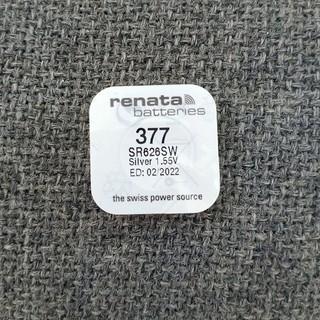 renata
batteries
377
SR626SW
Silver 1.55V
ED: 02/2022
the swiss power source